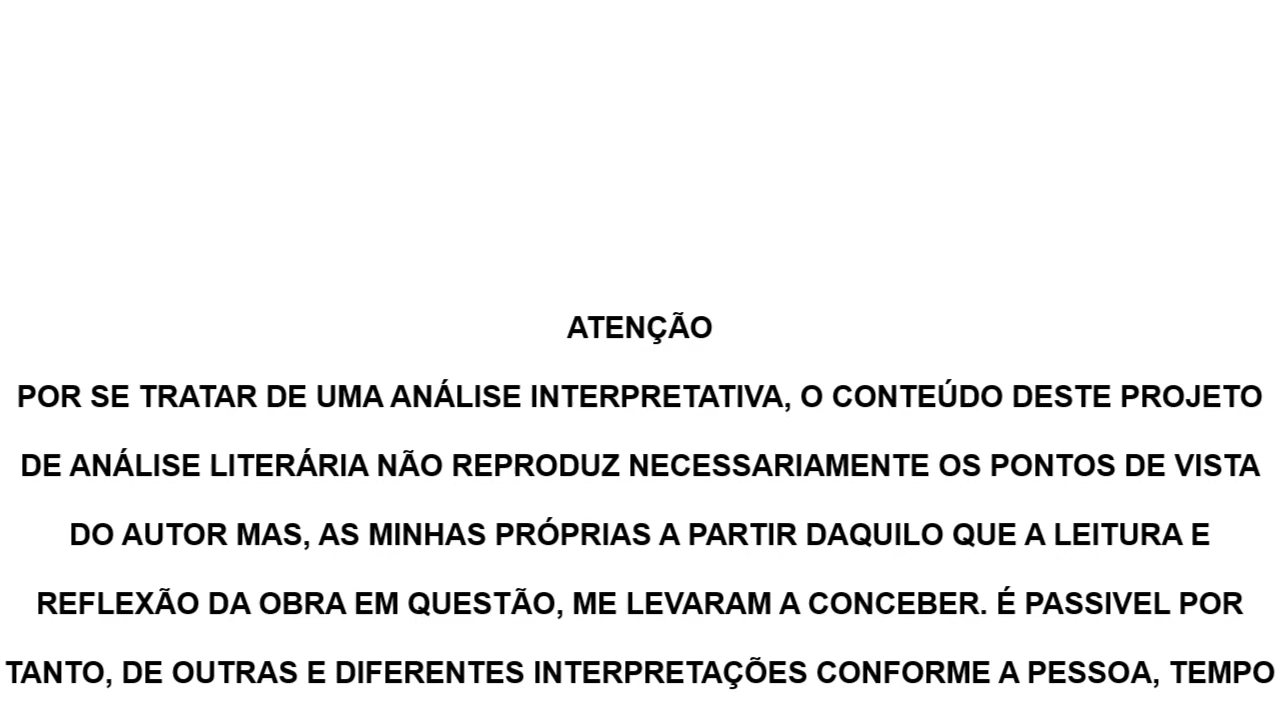 ATENÇÃO
POR SE TRATAR DE UMA ANÁLISE INTERPRETATIVA, O CONTEÚDO DESTE PROJETO
DE ANÁLISE LITERÁRIA NÃO REPRODUZ NECESSARIAMENTE OS PONTOS DE VISTA
DO AUTOR MAS, AS MINHAS PRÓPRIAS A PARTIR DAQUILO QUE A LEITURA E
REFLEXÃO DA OBRA EM QUESTÃO, ME LEVARAM A CONCEBER. É PASSIVEL POR
TANTO, DE OUTRAS E DIFERENTES INTERPRETAÇÕES CONFORME A PESSOA, TEMPO